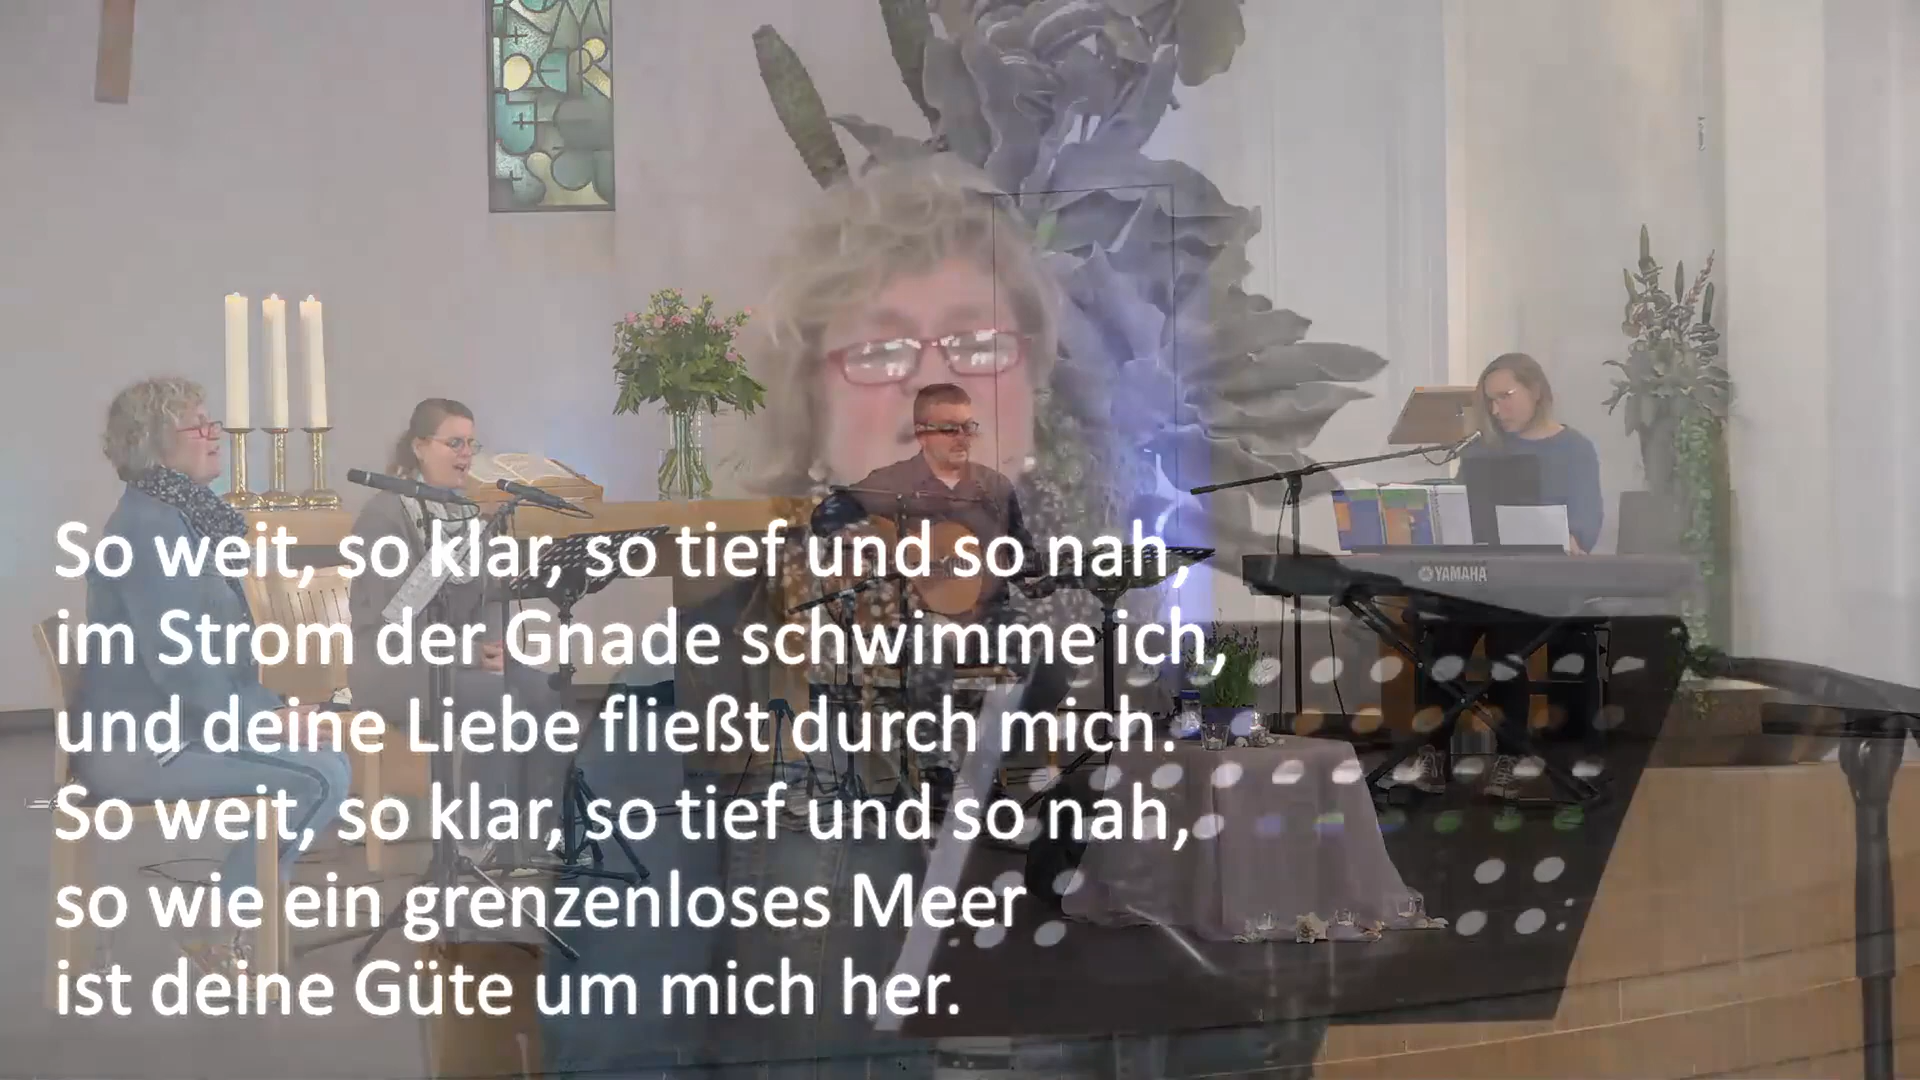 So weit, so klar, so tief und so nah,
im Strom der Gnade schwimme ich,
und deine Liebe fließt durch mich.
So weit, so klar, so tief und so nah,
so wie ein grenzenloses Meer
ist deine Güte um mich her.
YAMAHA